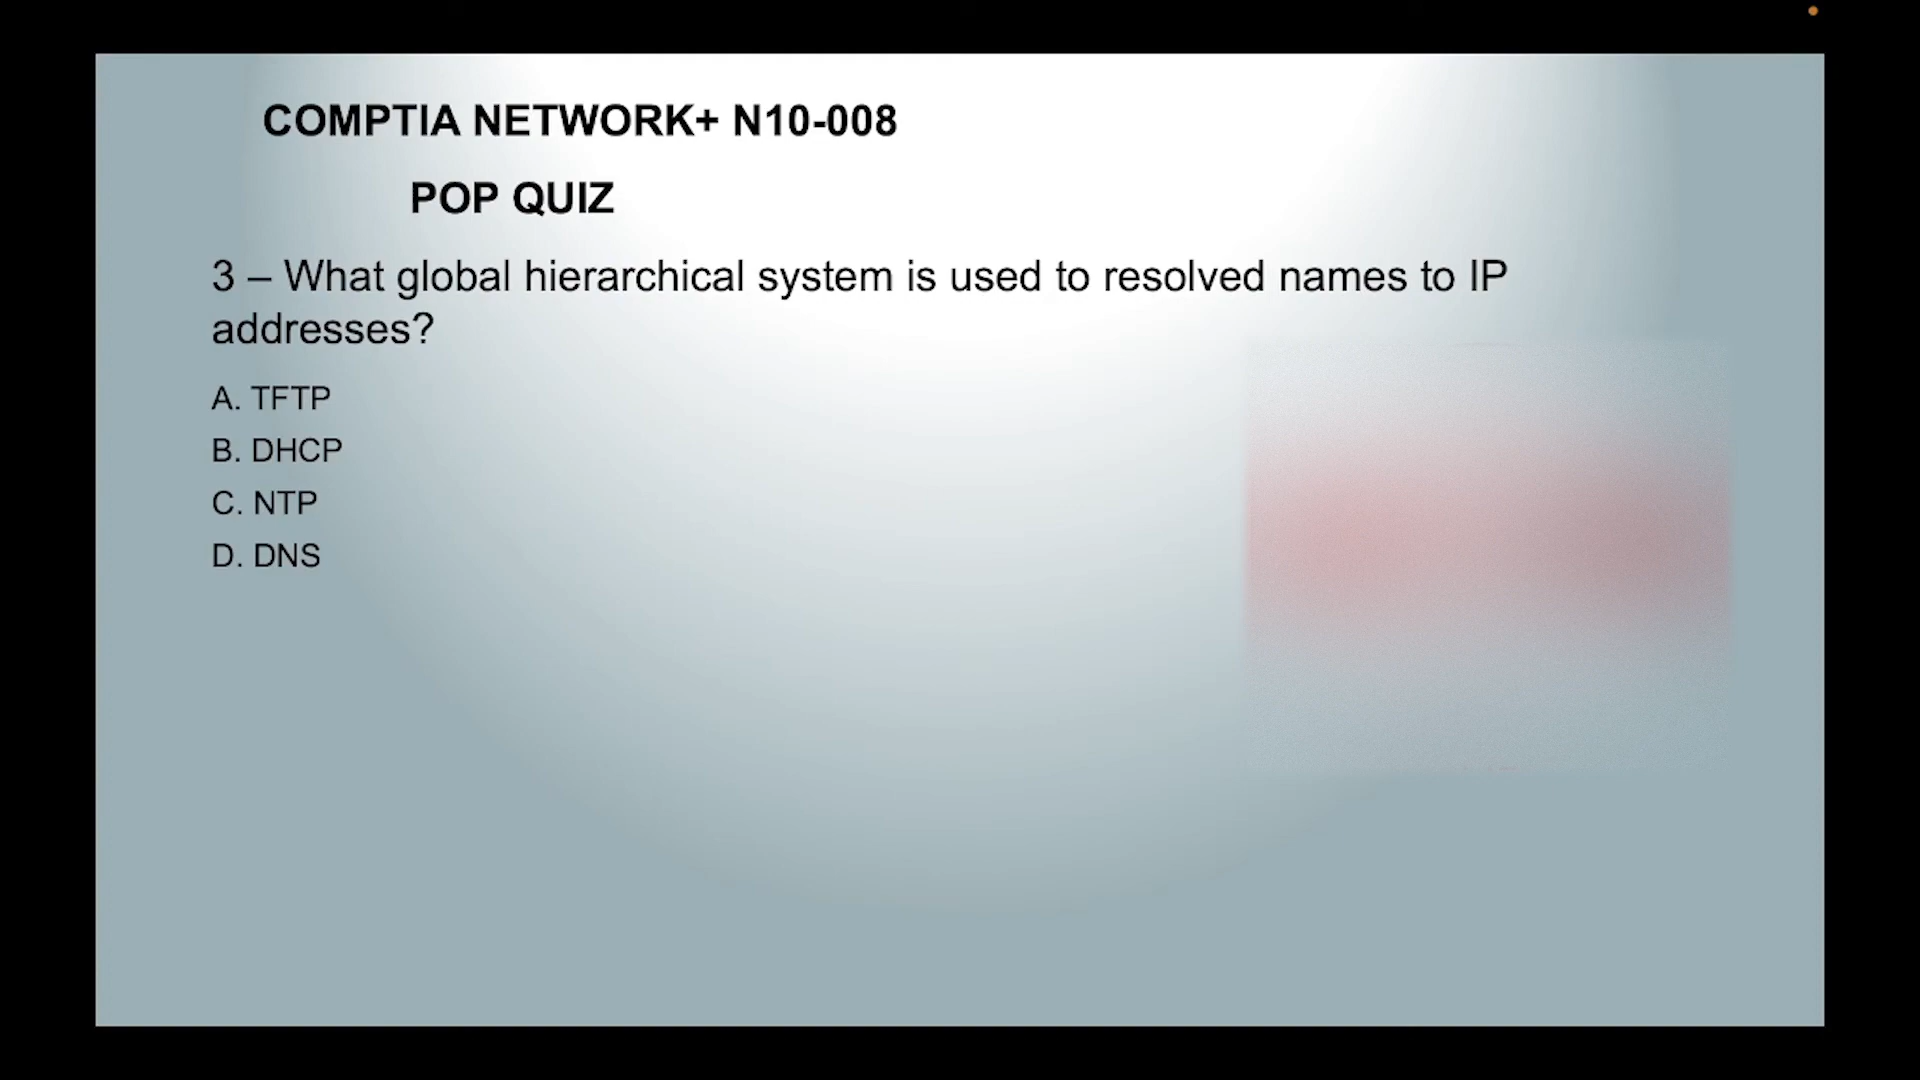 COMPTIA NETWORK+ N10-008
POP QUIZ
3 – What global hierarchical system is used to resolved names to IP
addresses?
A. TFTP
B. DHCP
C. NTP
D. DNS